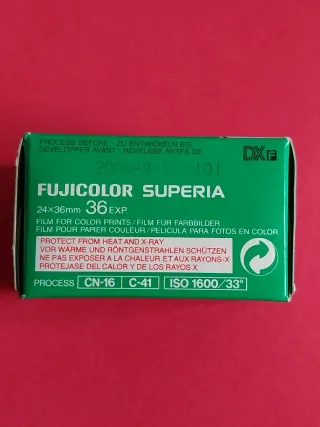 PROCESS BEFORE · ZU ENTWICKELN BIS
DEVELOPPER AVANT · REVELESE ANTES DE
DX F
FUJICOLOR SUPERIA
24×36mm 36 EXP
FILM FOR COLOR PRINTS/FILM FÜR FARBBILDER
FILM POUR PAPIER COULEUR/PELICULA PARA FOTOS EN COLOR
PROTECT FROM HEAT AND X-RAY
VOR WÄRME UND RÖNTGENSTRAHLEN SCHÜTZEN
NE PAS EXPOSER A LA CHALEUR ET AUX RAYONS-X
PROTEJASE DEL CALOR Y DE LOS RAYOS X
PROCESS CN-16 C-41 ISO 1600/33°